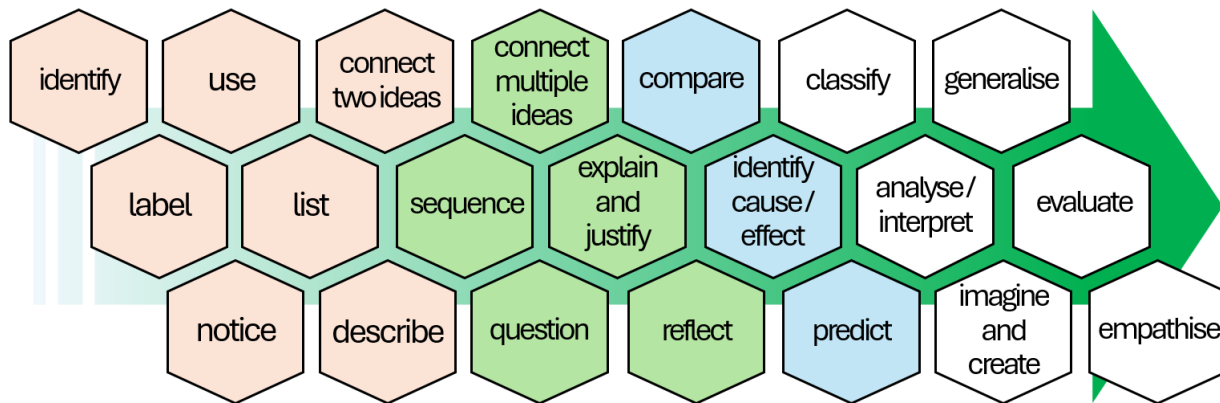 identify
use
connect
two ideas
connect
multiple
ideas
compare
classify
generalise
label
list
sequence
explain
and
justify
identify
cause /
effect
analyse /
interpret
evaluate
notice
describe
question
reflect
predict
imagine
and
create
empathise